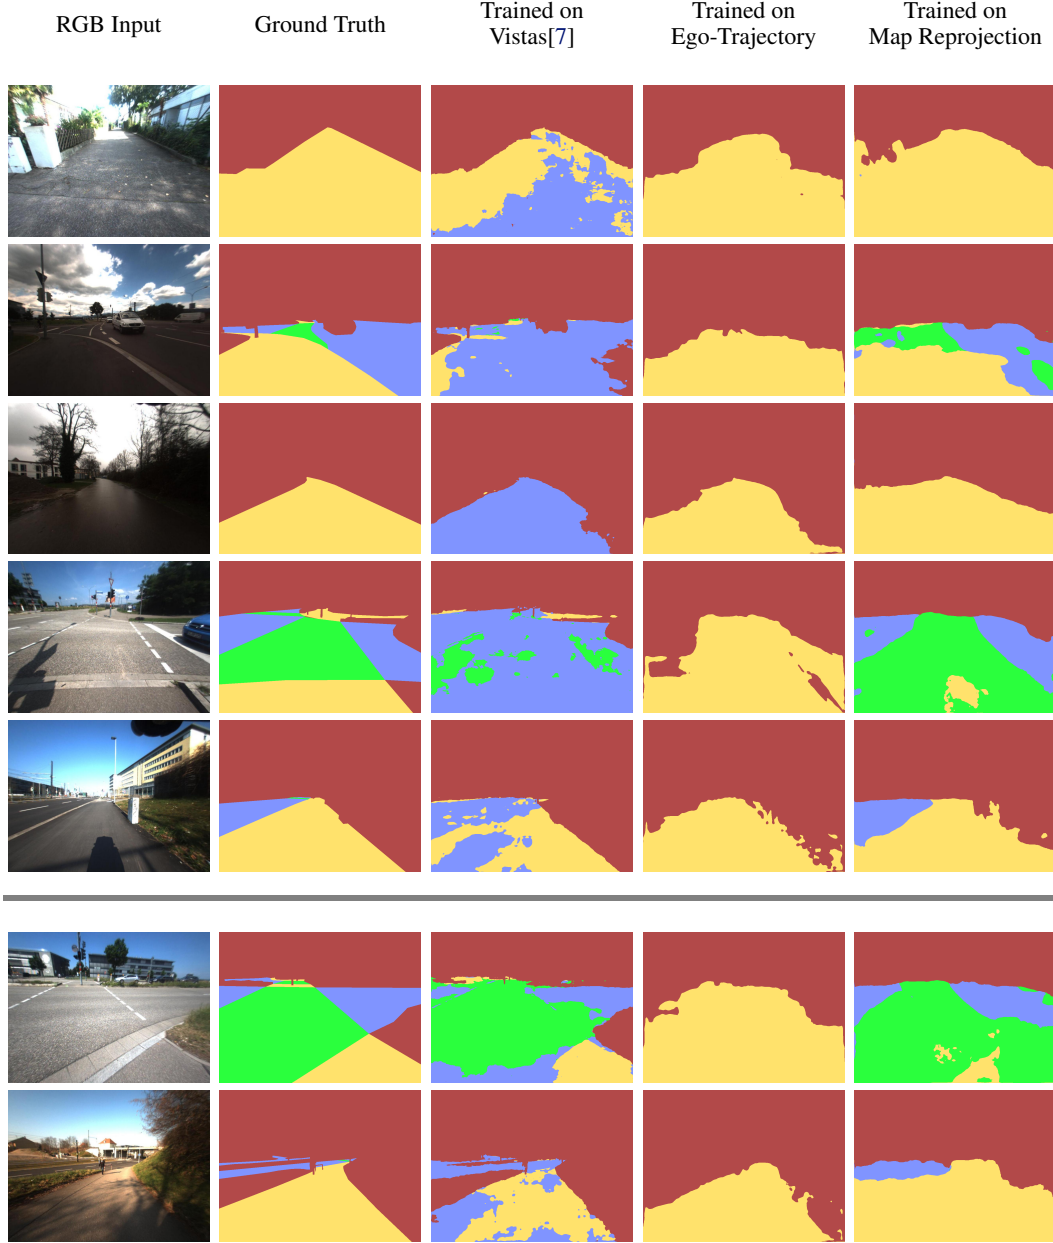 RGB Input
Ground Truth
Trained on
Vistas[7]
Trained on
Ego-Trajectory
Trained on
Map Reprojection